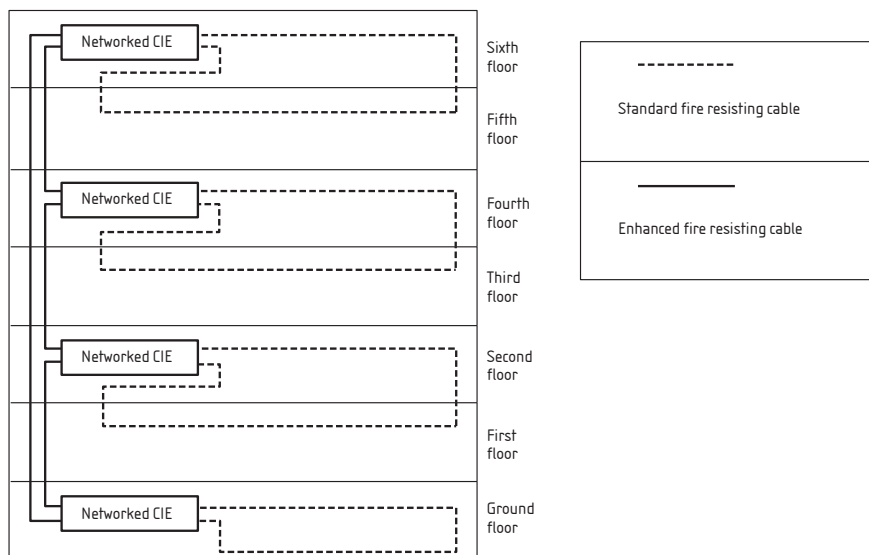 Networked CIE
Sixth
floor
Fifth
floor
Networked CIE
Fourth
floor
Third
floor
Networked CIE
Second
floor
First
floor
Networked CIE
Ground
floor
Standard fire resisting cable
Enhanced fire resisting cable